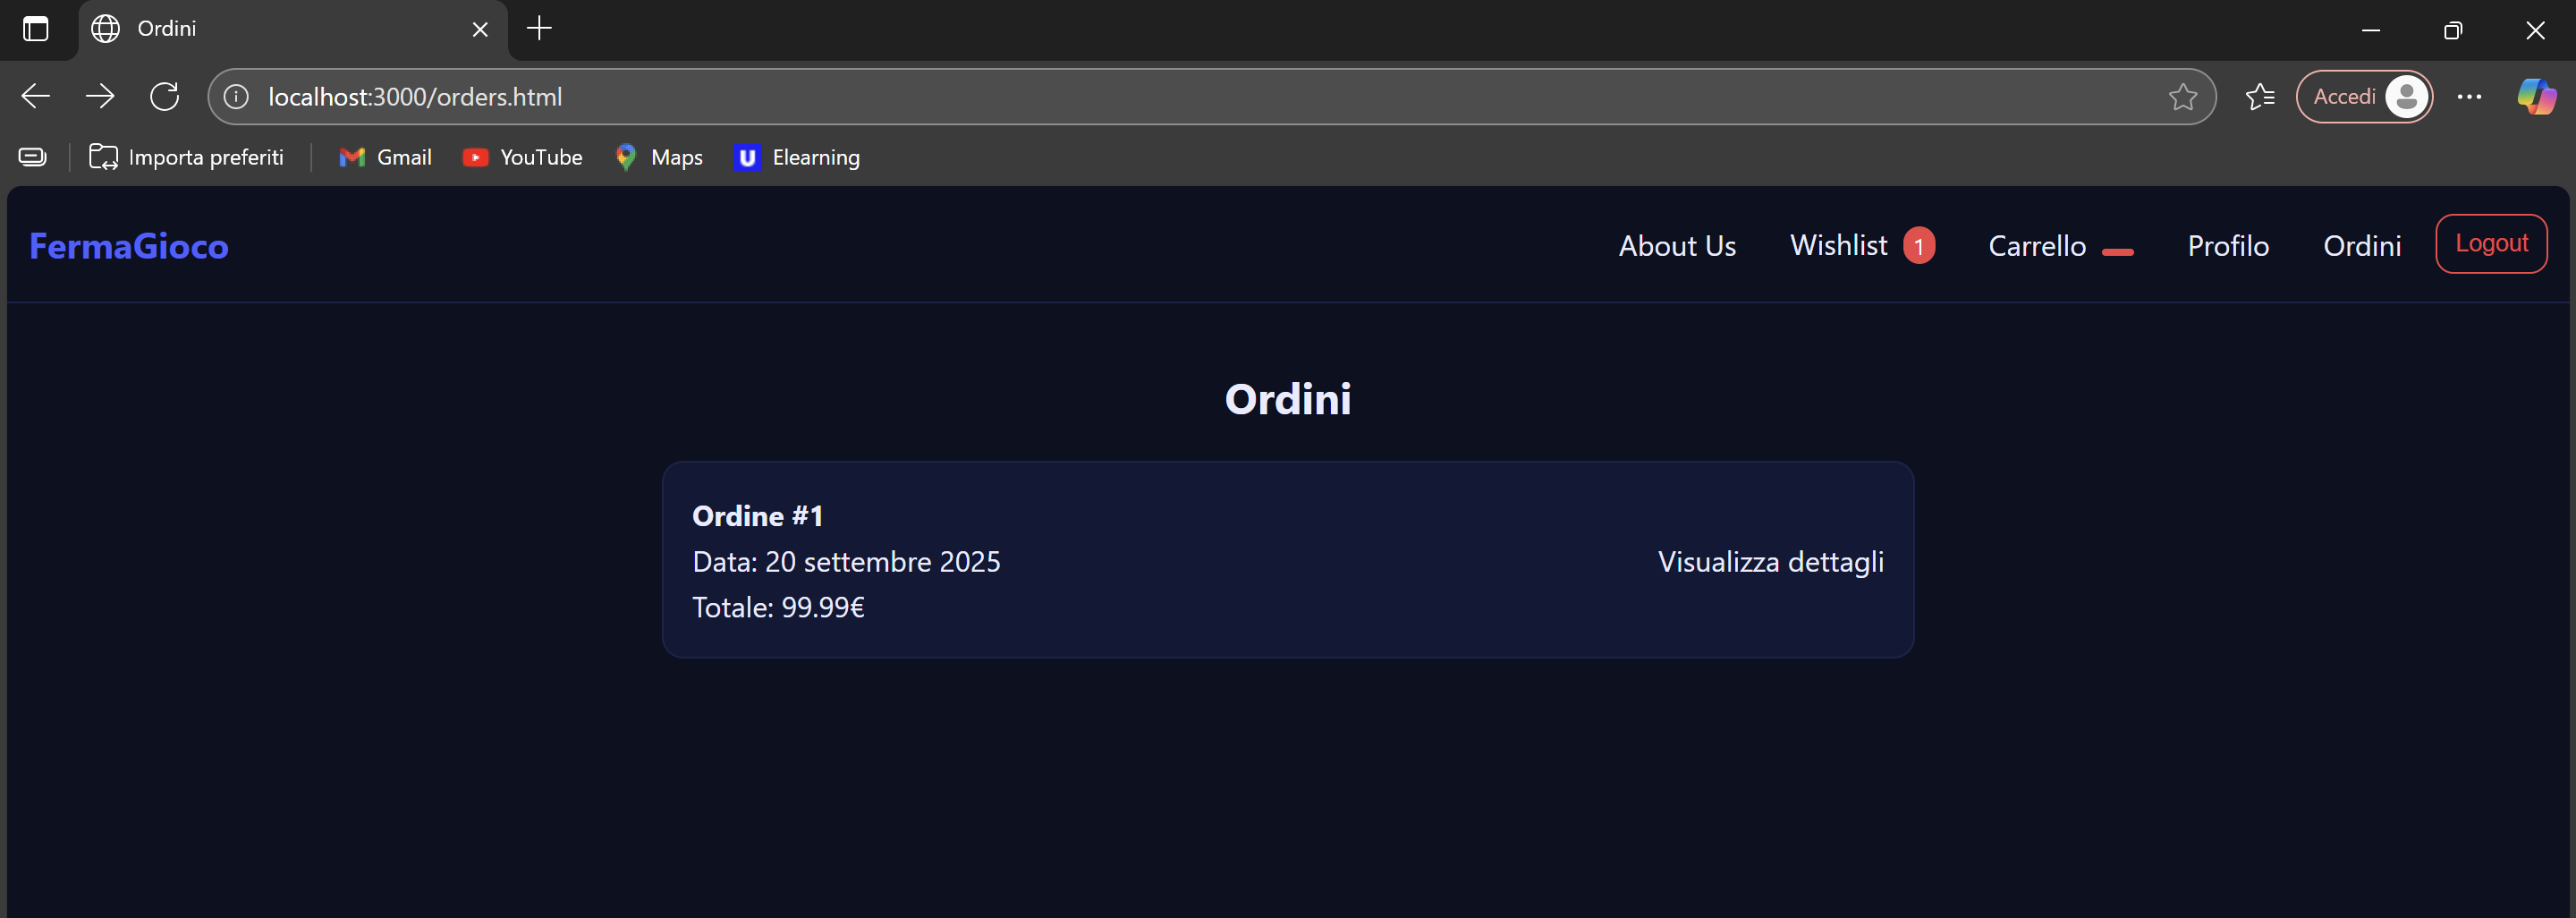 Ordini
localhost:3000/orders.html
Accedi
Importa preferiti
Gmail
YouTube
Maps
U Elearning
FermaGioco
About Us
Wishlist 1
Carrello
Profilo
Ordini
Logout
Ordini
Ordine #1
Data: 20 settembre 2025
Visualizza dettagli
Totale: 99.99€